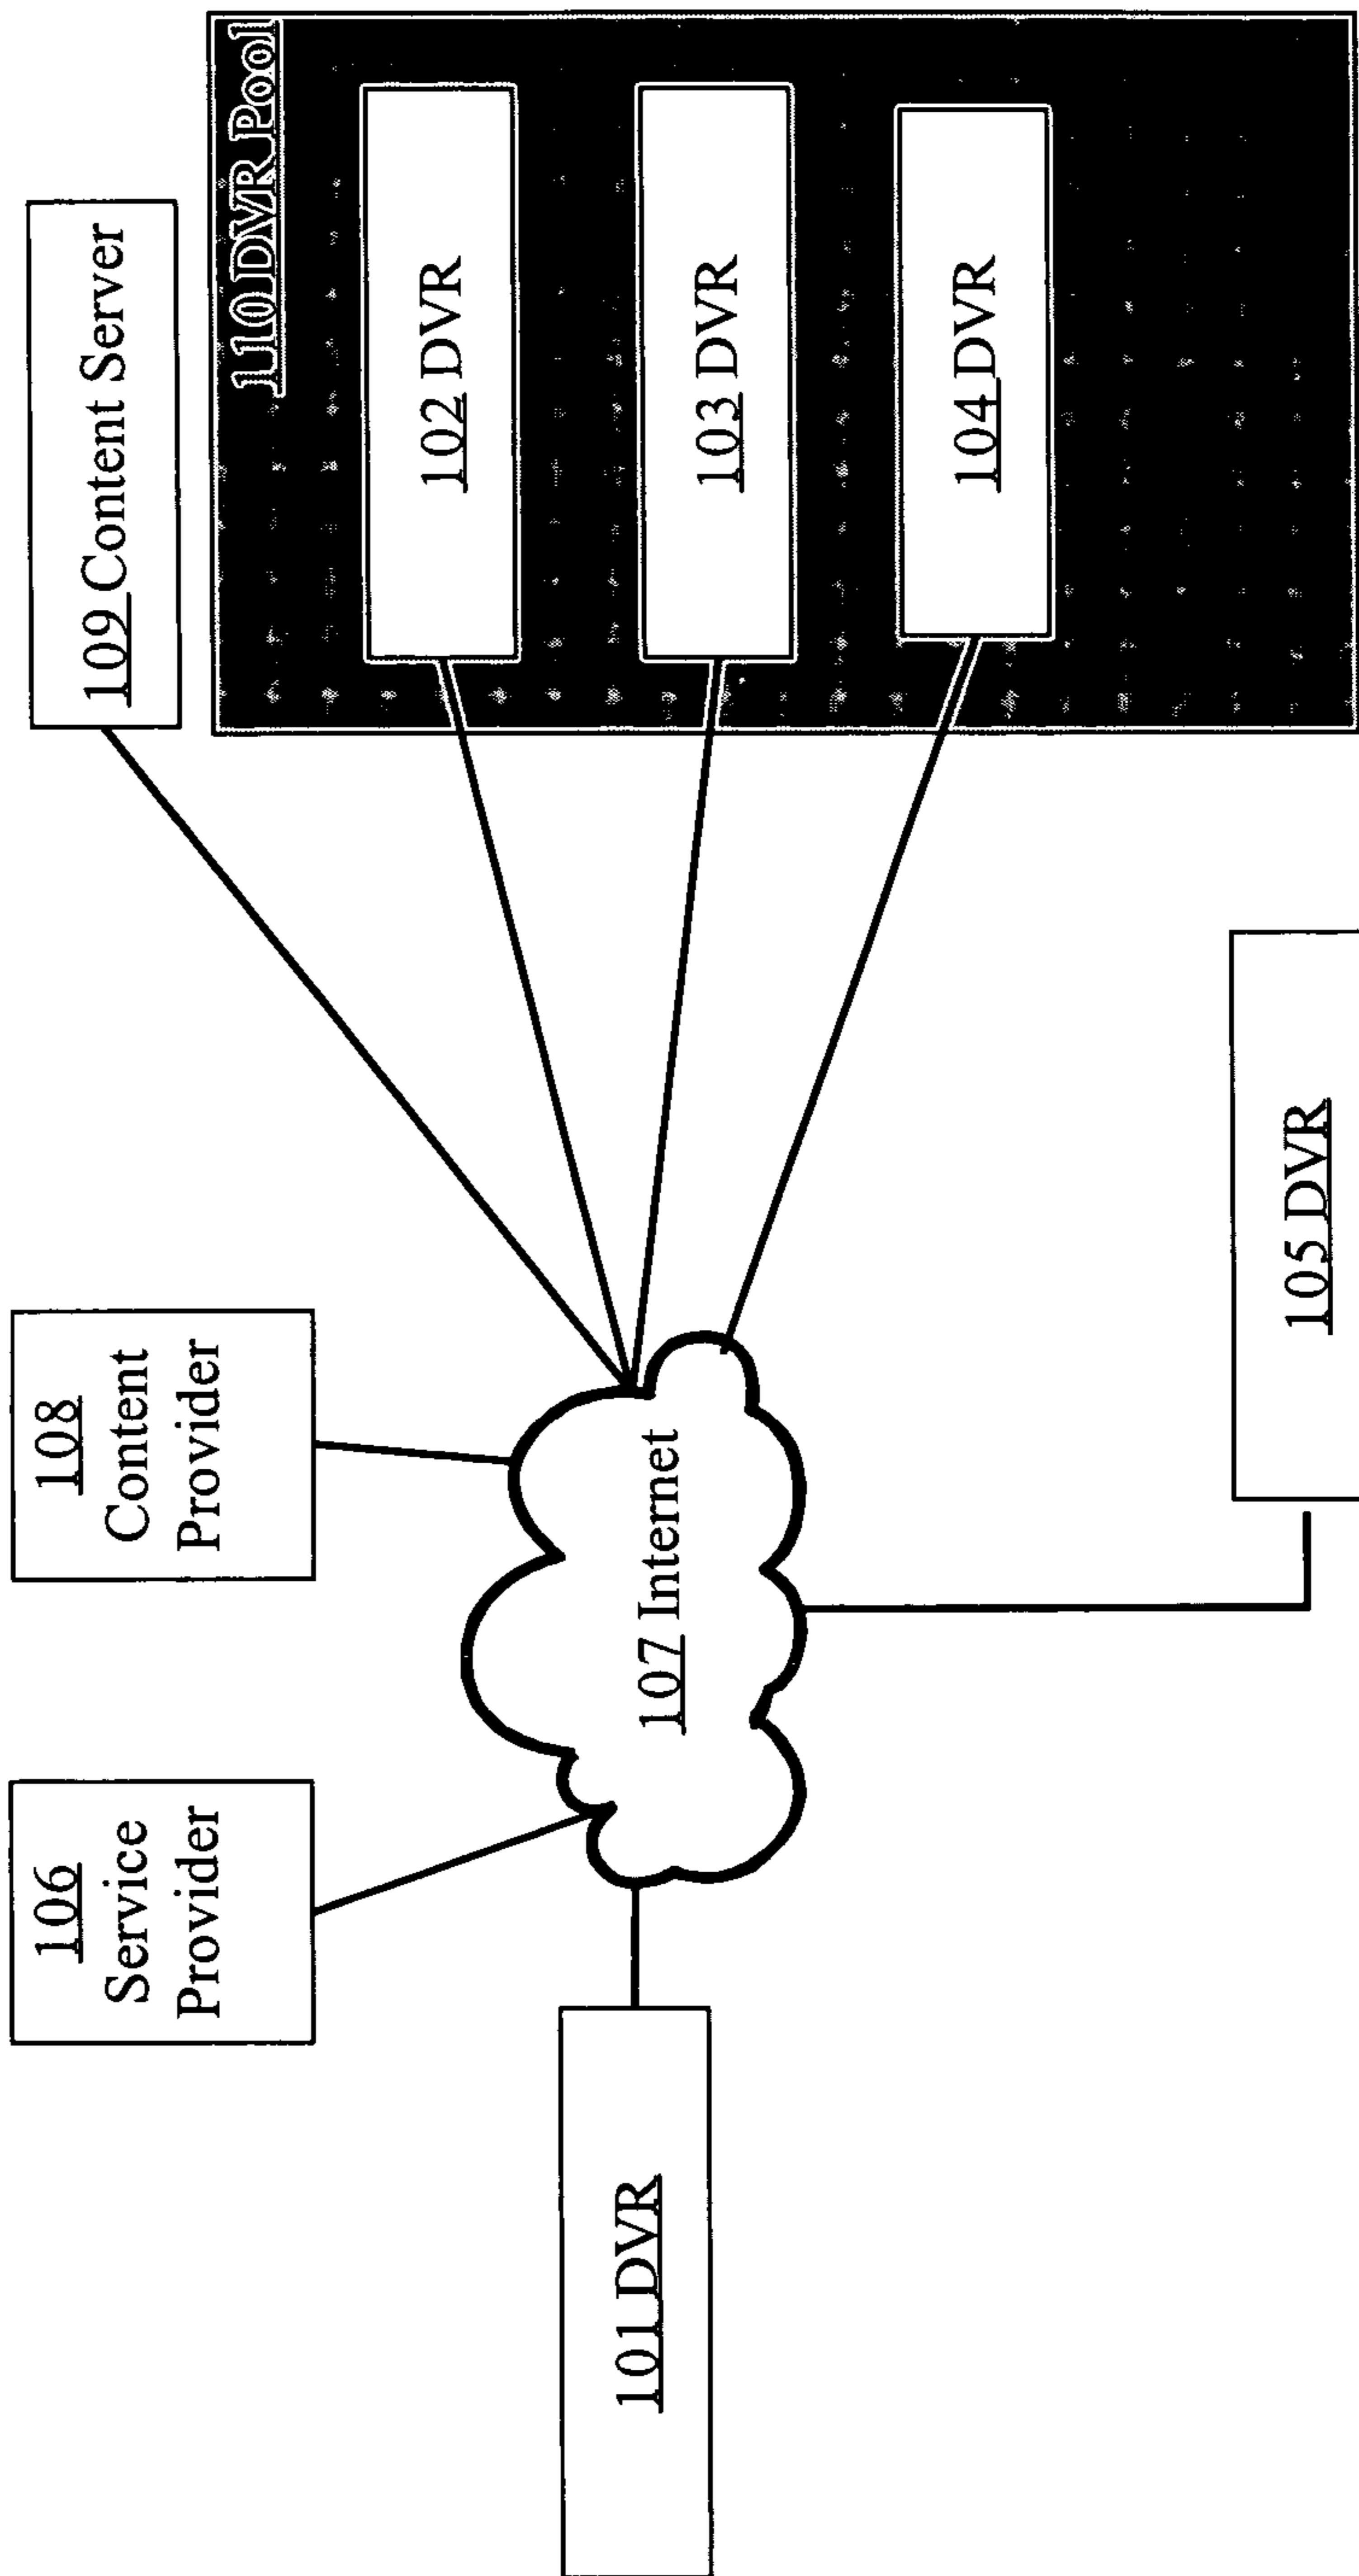 106
Service
Provider
108
Content
Provider
109 Content Server
110 DVR Pool
102 DVR
103 DVR
104 DVR
107 Internet
101 DVR
105 DVR